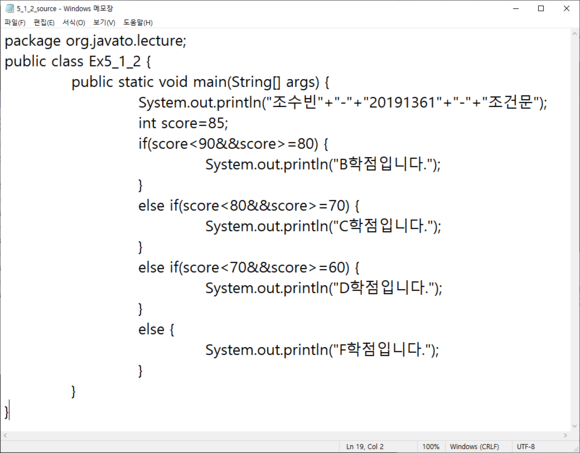 5_1_2_source - Windows 메모장
파일(F) 편집(E) 서식(O) 보기(V) 도움말(H)
package org.javato.lecture;
public class Ex5_1_2 {
public static void main(String[] args) {
System.out.println("조수빈"+"-"+"20191361"+"-"+"조건문");
int score=85;
if(score<90&&score>=80) {
System.out.println("B학점입니다.");
}
else if(score<80&&score>=70) {
System.out.println("C학점입니다.");
}
else if(score<70&&score>=60) {
System.out.println("D학점입니다.");
}
else {
System.out.println("F학점입니다.");
}
}
}
Ln 19, Col 2 100% Windows (CRLF) UTF-8